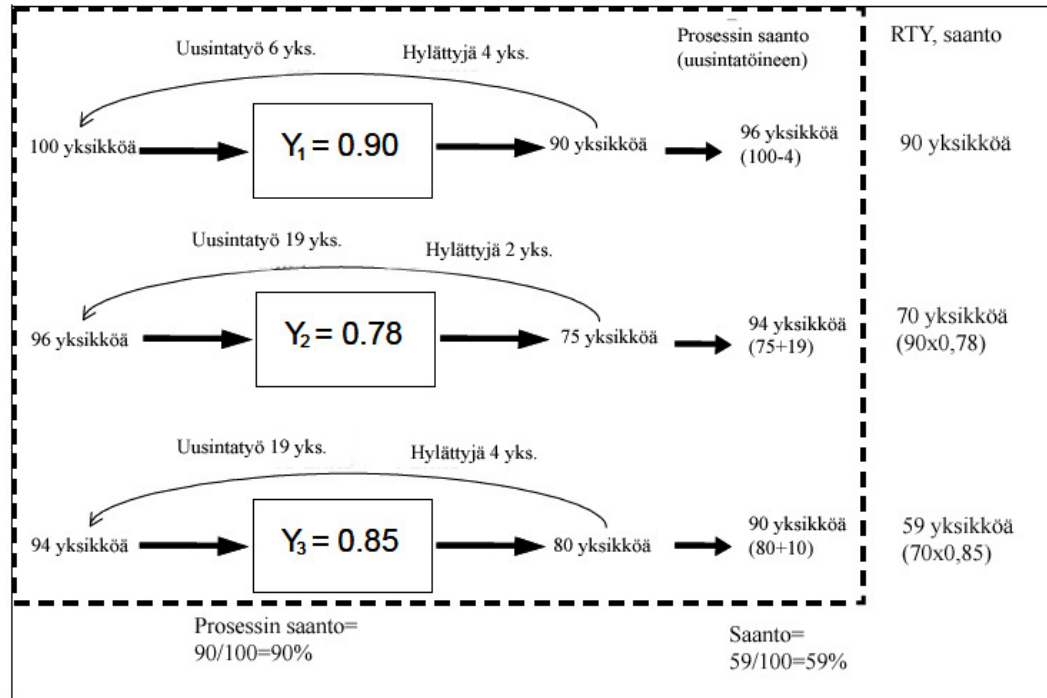 Uusintatyö 6 yks.
Hylättyjä 4 yks.
Prosessin saanto
(uusintatöineen)
RTY, saanto
100 yksikköä
Y1 = 0.90
90 yksikköä
96 yksikköä
(100-4)
90 yksikköä
Uusintatyö 19 yks.
Hylättyjä 2 yks.
96 yksikköä
Y2 = 0.78
75 yksikköä
94 yksikköä
(75+19)
70 yksikköä
(90x0,78)
Uusintatyö 19 yks.
Hylättyjä 4 yks.
94 yksikköä
Y3 = 0.85
80 yksikköä
90 yksikköä
(80+10)
59 yksikköä
(70x0,85)
Prosessin saanto=
90/100=90%
Saanto=
59/100=59%